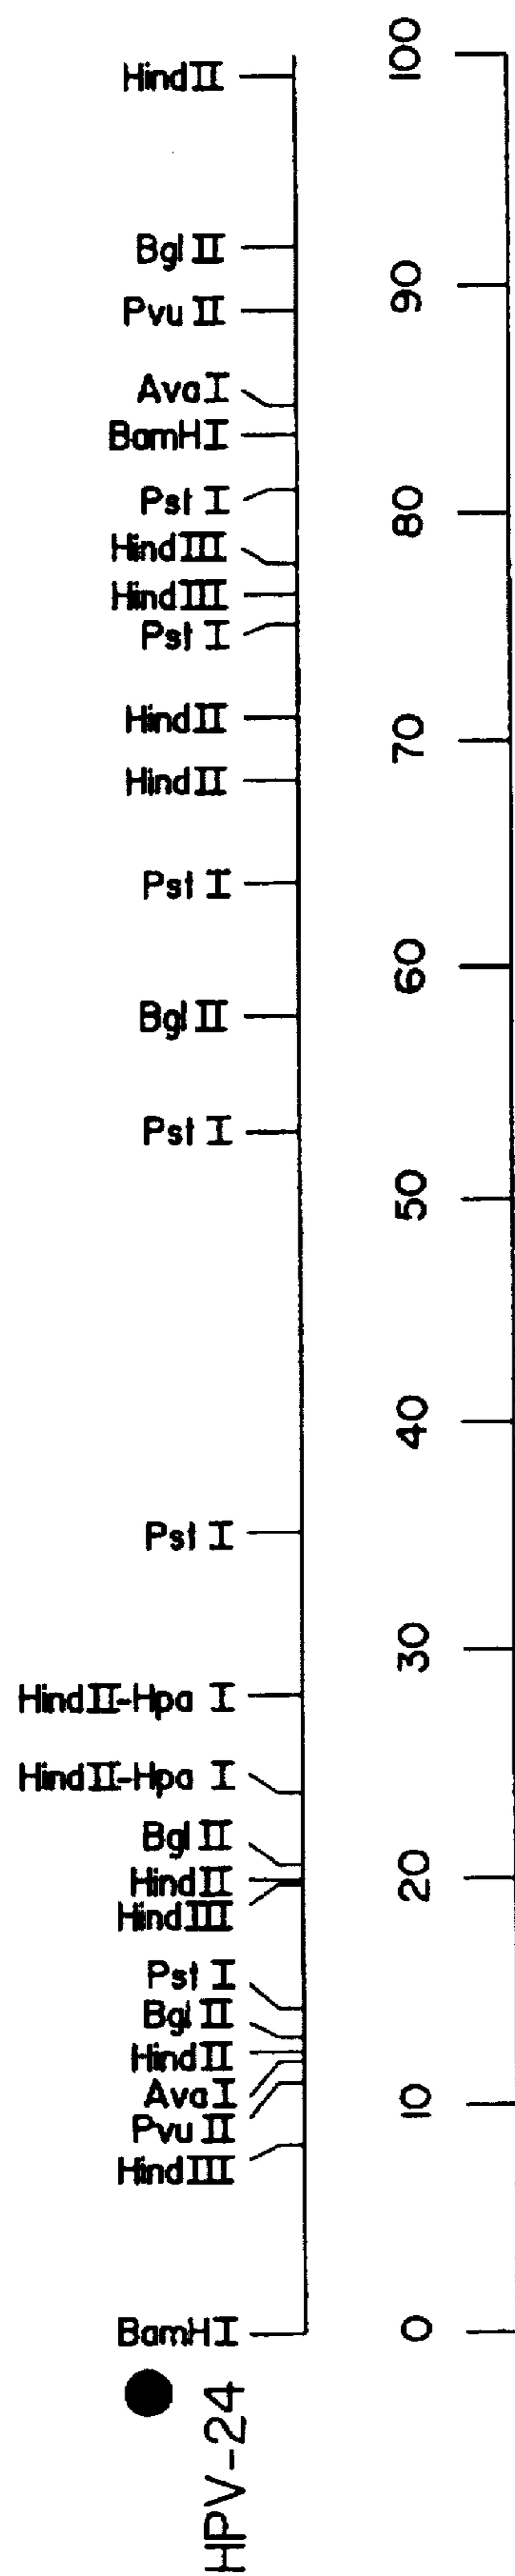 Hind II
100
Bgl II
90
Pvu II
Ava I
BamH I
Pst I
80
Hind III
Hind III
Pst I
Hind II
70
Hind II
Pst I
60
Bgl II
Pst I
50
40
Pst I
30
Hind II-Hpa I
Hind II-Hpa I
Bgl II
Hind II
20
Hind III
Pst I
Bgl II
Hind II
Ava I
10
Pvu II
Hind III
BamH I
0
HPV-24